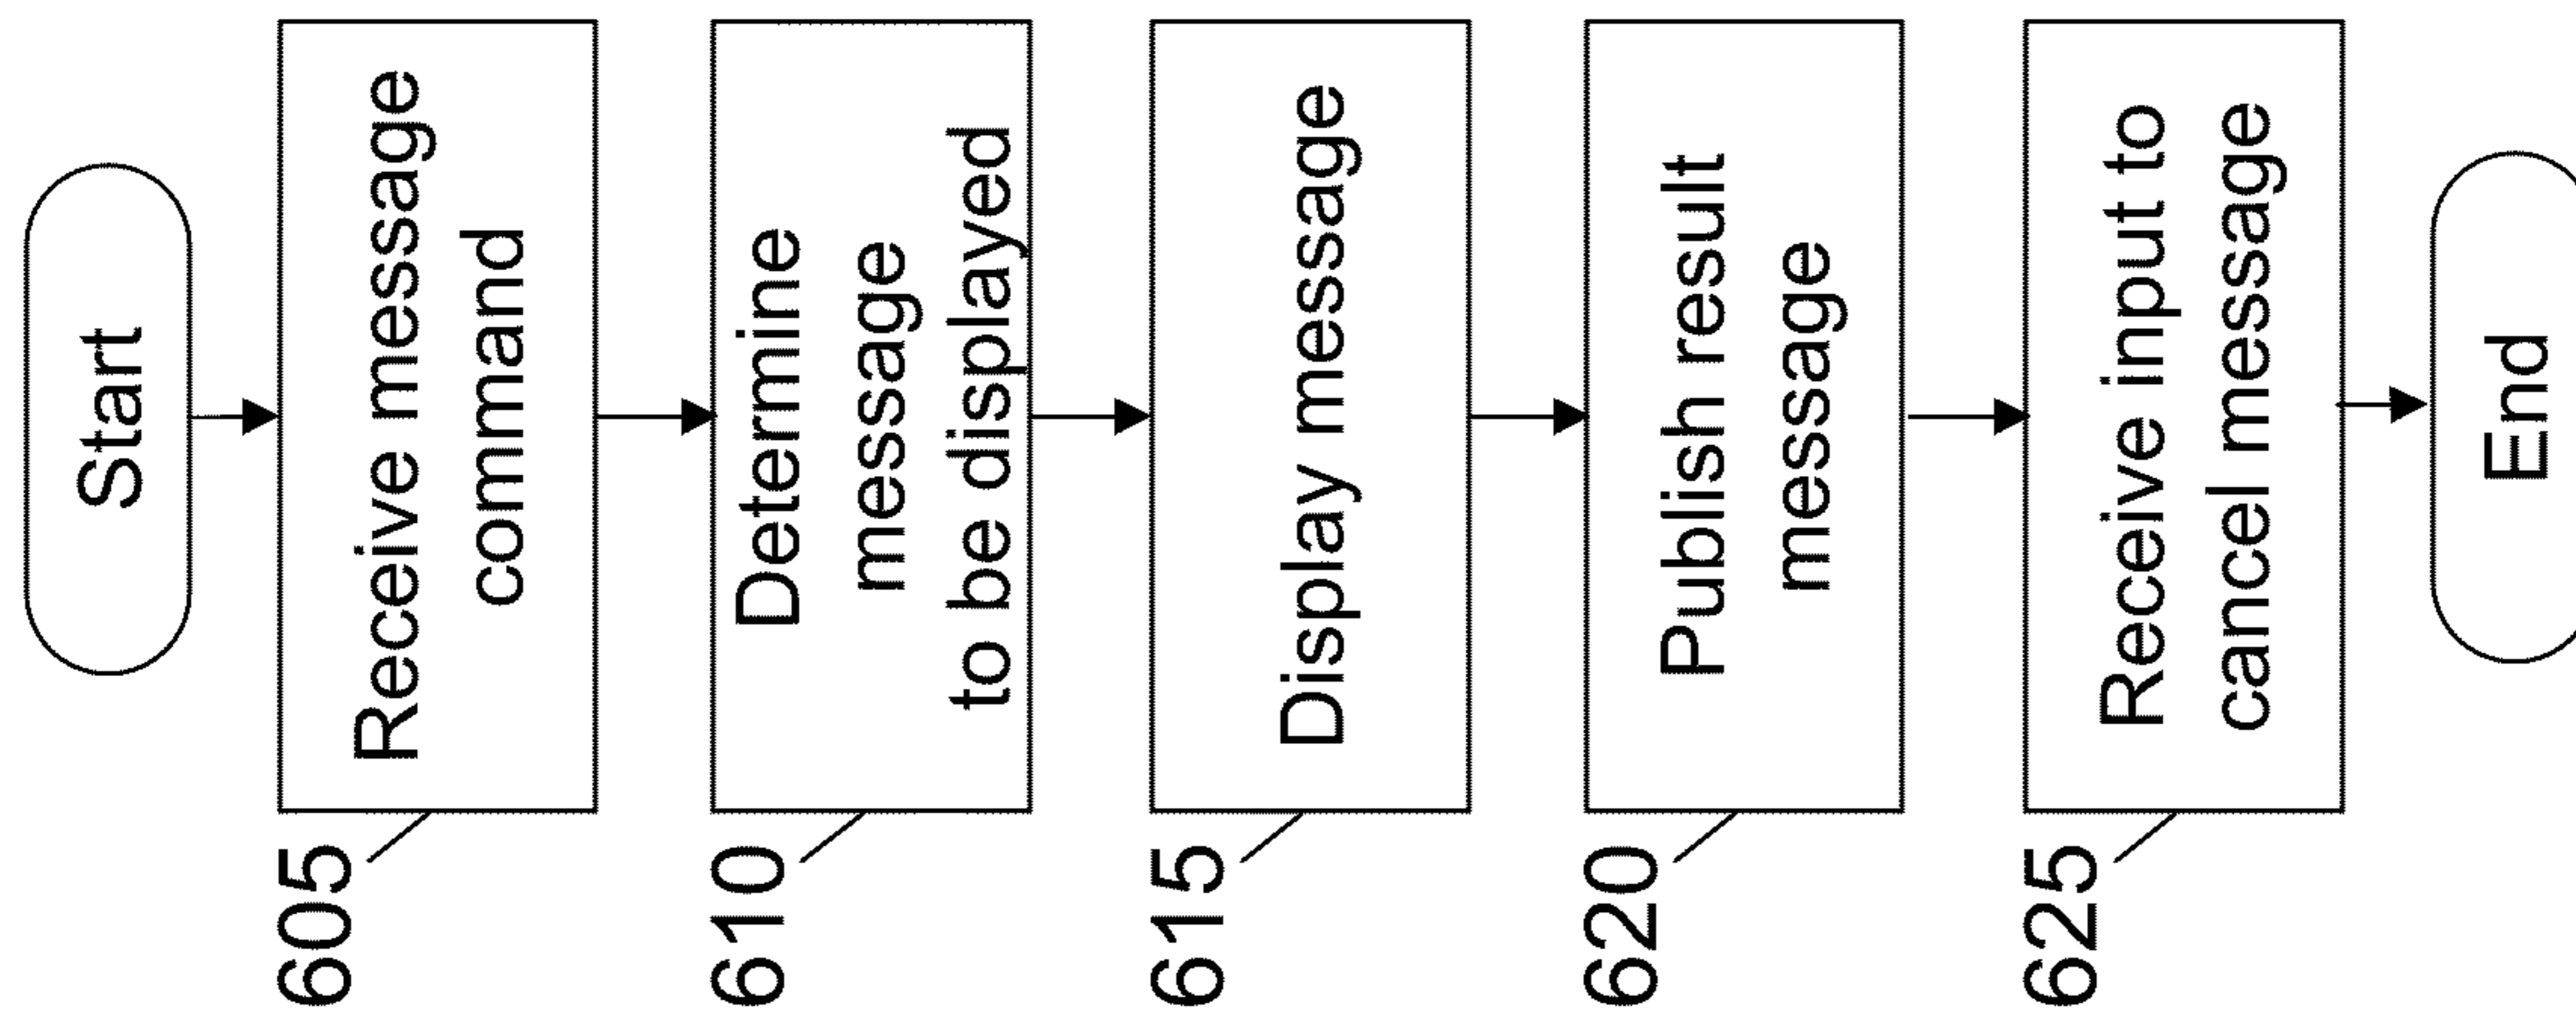 Start
605
Receive message
command
610
Determine
message
to be displayed
615
Display message
620
Publish result
message
625
Receive input to
cancel message
End